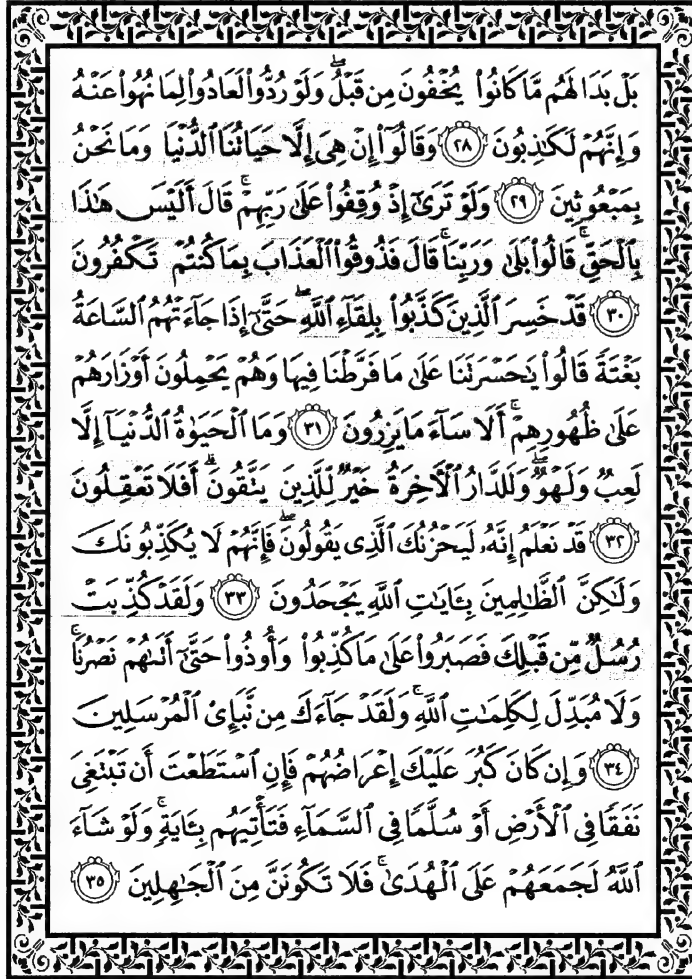 بَلْ بَدَا لَهُم مَّا كَانُوا۟ يُخْفُونَ مِن قَبْلُ ۖ وَلَوْ رُدُّوا۟ لَعَادُوا۟ لِمَا نُهُوا۟ عَنْهُ
وَإِنَّهُمْ لَكَـٰذِبُونَ ﴿٢٨﴾ وَقَالُوٓا۟ إِنْ هِىَ إِلَّا حَيَاتُنَا ٱلدُّنْيَا وَمَا نَحْنُ
بِمَبْعُوثِينَ ﴿٢٩﴾ وَلَوْ تَرَىٰٓ إِذْ وُقِفُوا۟ عَلَىٰ رَبِّهِمْ ۚ قَالَ أَلَيْسَ هَـٰذَا
بِٱلْحَقِّ ۚ قَالُوا۟ بَلَىٰ وَرَبِّنَا ۚ قَالَ فَذُوقُوا۟ ٱلْعَذَابَ بِمَا كُنتُمْ تَكْفُرُونَ
﴿٣٠﴾ قَدْ خَسِرَ ٱلَّذِينَ كَذَّبُوا۟ بِلِقَآءِ ٱللَّهِ ۖ حَتَّىٰٓ إِذَا جَآءَتْهُمُ ٱلسَّاعَةُ
بَغْتَةً قَالُوا۟ يَـٰحَسْرَتَنَا عَلَىٰ مَا فَرَّطْنَا فِيهَا وَهُمْ يَحْمِلُونَ أَوْزَارَهُمْ
عَلَىٰ ظُهُورِهِمْ ۚ أَلَا سَآءَ مَا يَزِرُونَ ﴿٣١﴾ وَمَا ٱلْحَيَوٰةُ ٱلدُّنْيَآ إِلَّا
لَعِبٌ وَلَهْوٌ ۖ وَلَلدَّارُ ٱلْـَٔاخِرَةُ خَيْرٌ لِّلَّذِينَ يَتَّقُونَ ۗ أَفَلَا تَعْقِلُونَ
﴿٣٢﴾ قَدْ نَعْلَمُ إِنَّهُۥ لَيَحْزُنُكَ ٱلَّذِى يَقُولُونَ ۖ فَإِنَّهُمْ لَا يُكَذِّبُونَكَ
وَلَـٰكِنَّ ٱلظَّـٰلِمِينَ بِـَٔايَـٰتِ ٱللَّهِ يَجْحَدُونَ ﴿٣٣﴾ وَلَقَدْ كُذِّبَتْ
رُسُلٌ مِّن قَبْلِكَ فَصَبَرُوا۟ عَلَىٰ مَا كُذِّبُوا۟ وَأُوذُوا۟ حَتَّىٰٓ أَتَىٰهُمْ نَصْرُنَا ۚ
وَلَا مُبَدِّلَ لِكَلِمَـٰتِ ٱللَّهِ ۚ وَلَقَدْ جَآءَكَ مِن نَّبَإِى۟ ٱلْمُرْسَلِينَ
﴿٣٤﴾ وَإِن كَانَ كَبُرَ عَلَيْكَ إِعْرَاضُهُمْ فَإِنِ ٱسْتَطَعْتَ أَن تَبْتَغِىَ
نَفَقًا فِى ٱلْأَرْضِ أَوْ سُلَّمًا فِى ٱلسَّمَآءِ فَتَأْتِيَهُم بِـَٔايَةٍ ۚ وَلَوْ شَآءَ
ٱللَّهُ لَجَمَعَهُمْ عَلَى ٱلْهُدَىٰ ۚ فَلَا تَكُونَنَّ مِنَ ٱلْجَـٰهِلِينَ ﴿٣٥﴾